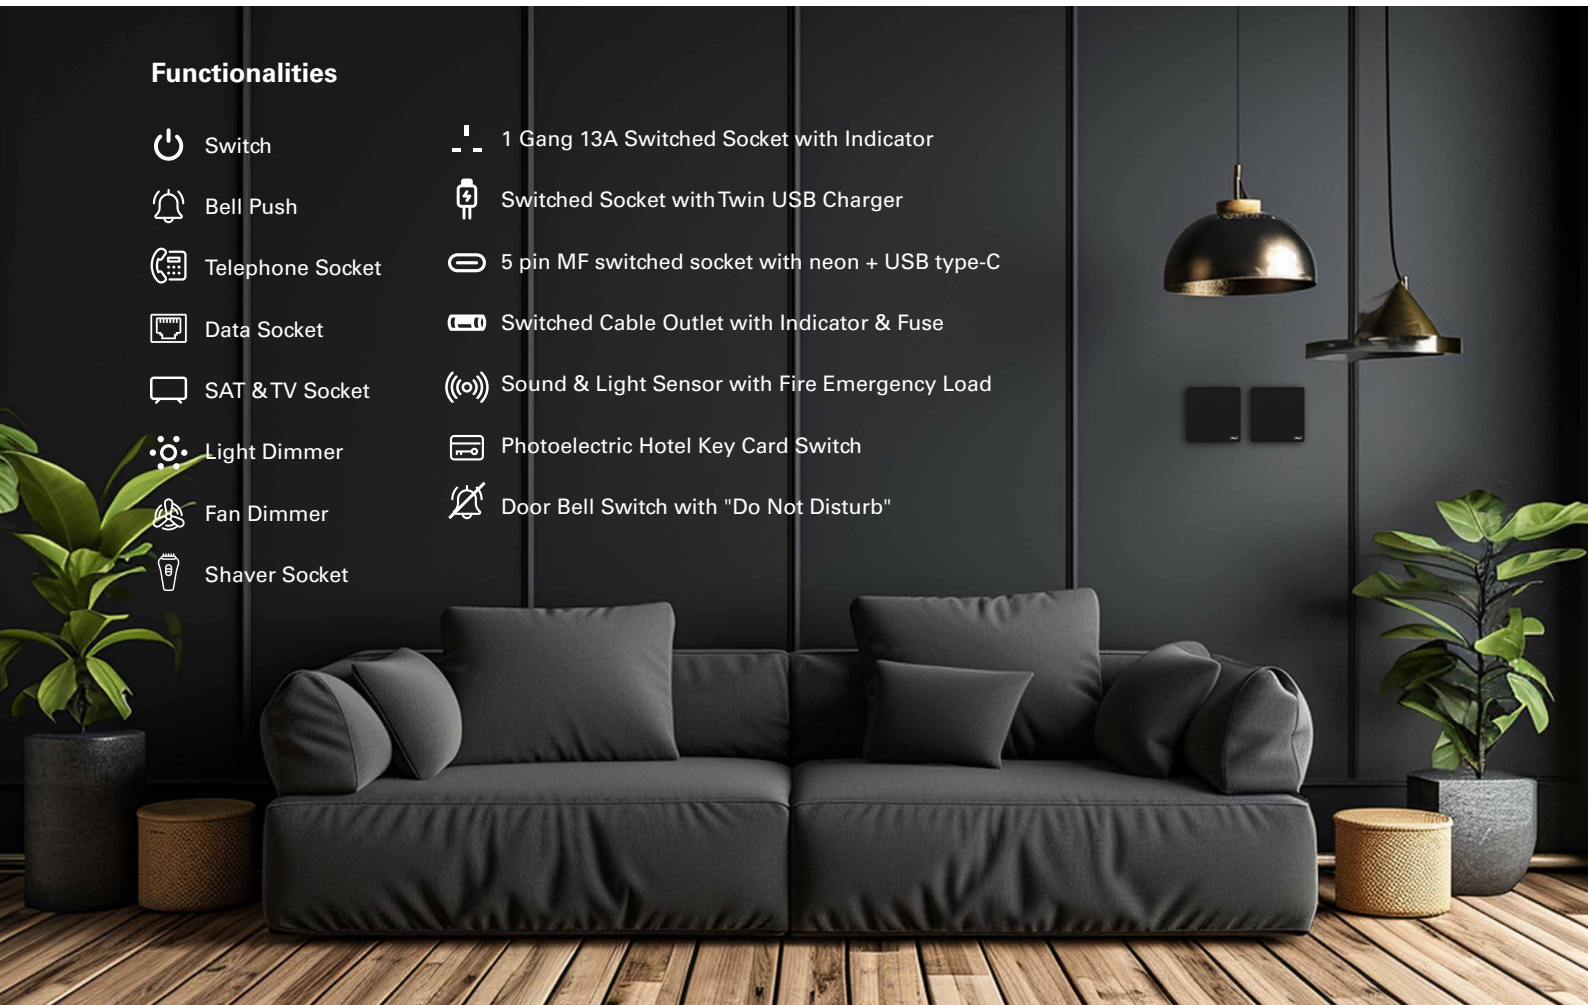 Functionalities
Switch
Bell Push
Telephone Socket
Data Socket
SAT & TV Socket
Light Dimmer
Fan Dimmer
Shaver Socket
1 Gang 13A Switched Socket with Indicator
Switched Socket with Twin USB Charger
5 pin MF switched socket with neon + USB type-C
Switched Cable Outlet with Indicator & Fuse
Sound & Light Sensor with Fire Emergency Load
Photoelectric Hotel Key Card Switch
Door Bell Switch with "Do Not Disturb"